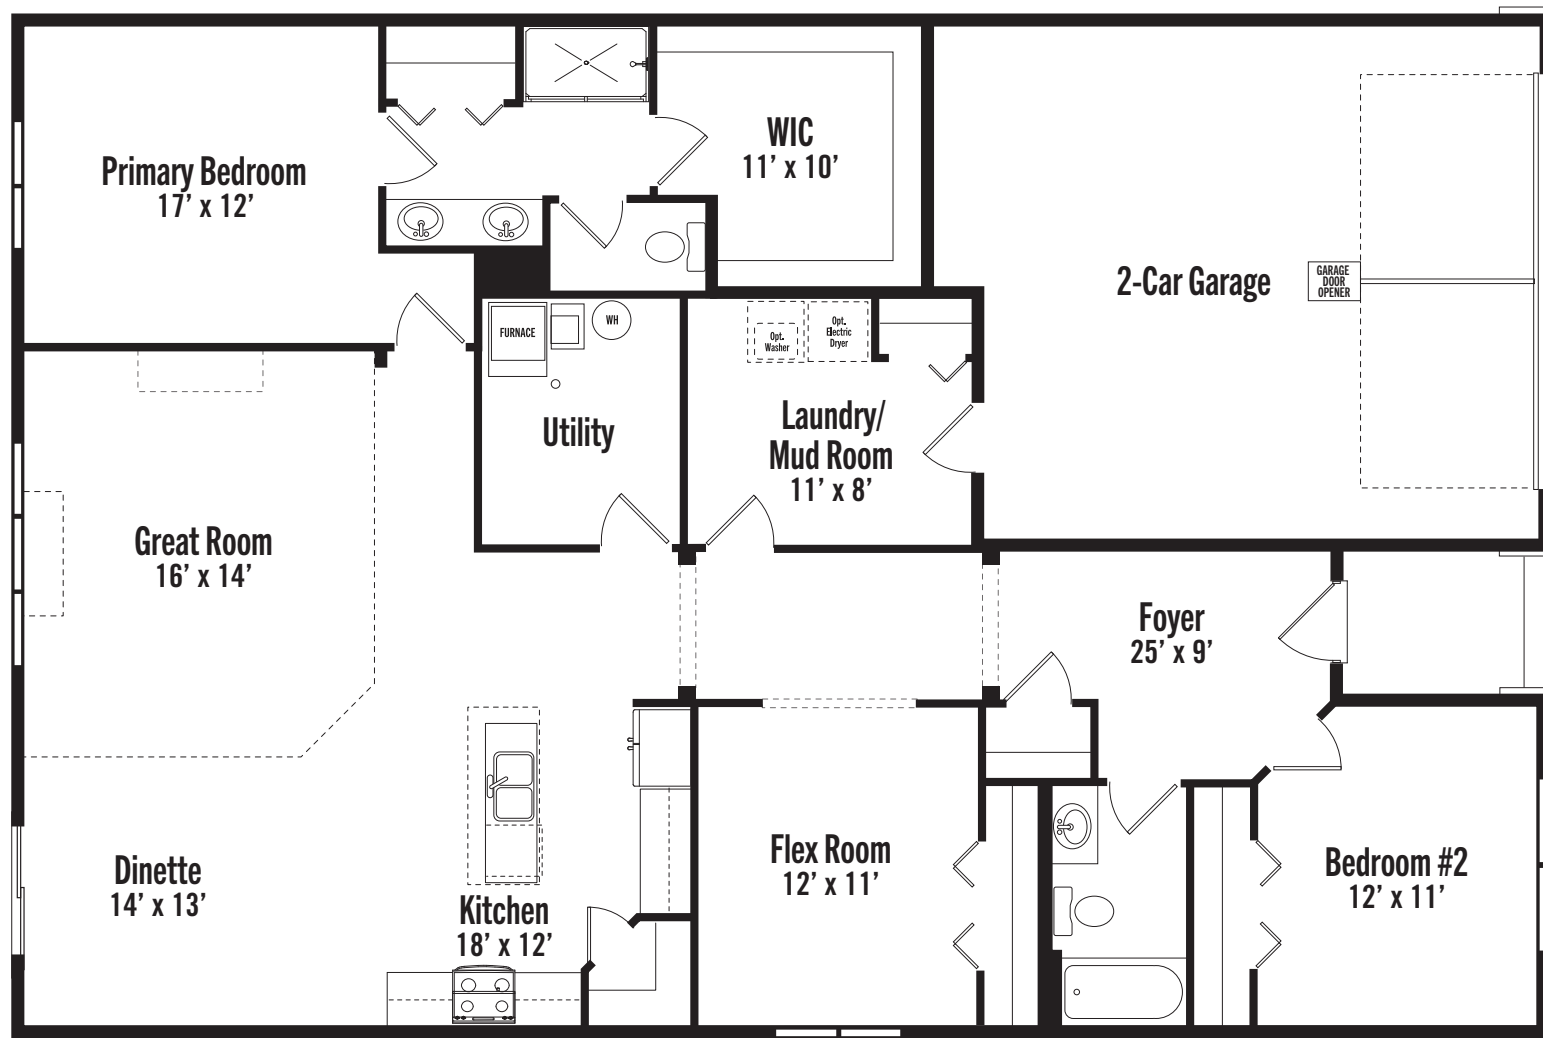 Primary Bedroom
17’ x 12’
WIC
11’ x 10’
2-Car Garage
GARAGE
DOOR
OPENER
FURNACE
WH
Opt.
Washer
Opt.
Electric
Dryer
Utility
Laundry/
Mud Room
11’ x 8’
Great Room
16’ x 14’
Foyer
25’ x 9’
Dinette
14’ x 13’
Kitchen
18’ x 12’
Flex Room
12’ x 11’
Bedroom #2
12’ x 11’